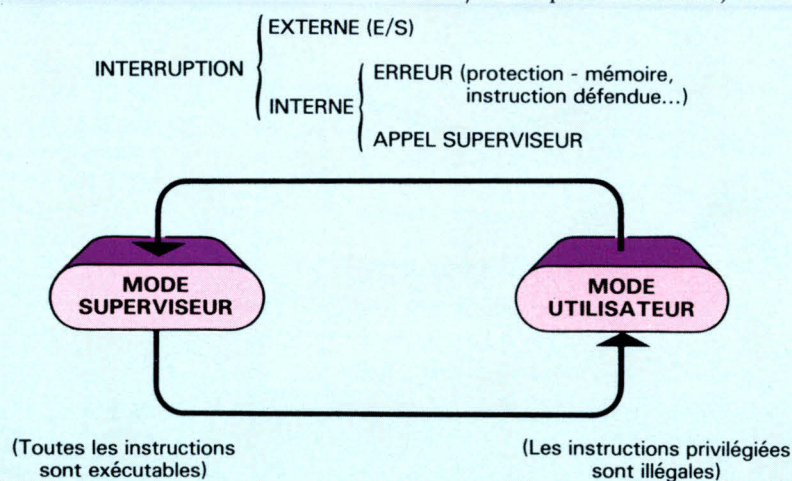 EXTERNE (E/S)
INTERRUPTION
ERREUR (protection - mémoire,
instruction défendue...)
INTERNE
APPEL SUPERVISEUR
MODE
SUPERVISEUR
MODE
UTILISATEUR
(Toutes les instructions
sont exécutables)
(Les instructions privilégiées
sont illégales)